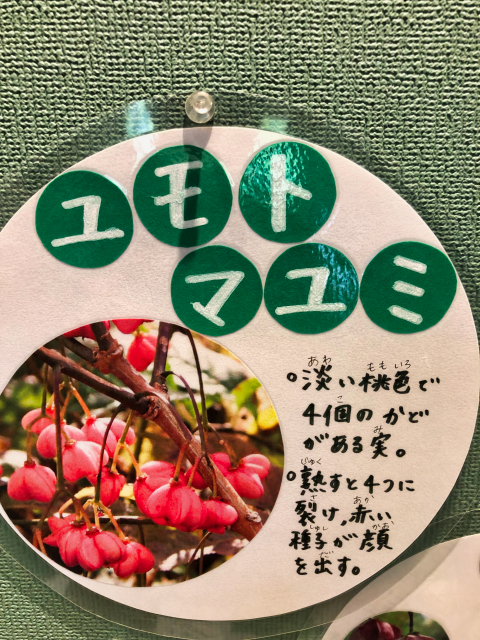 ユモト
マユミ
○淡い桃色で
4個のかど
がある実。
○熟すと4つに
裂け,赤い
種子が顔
を出す。